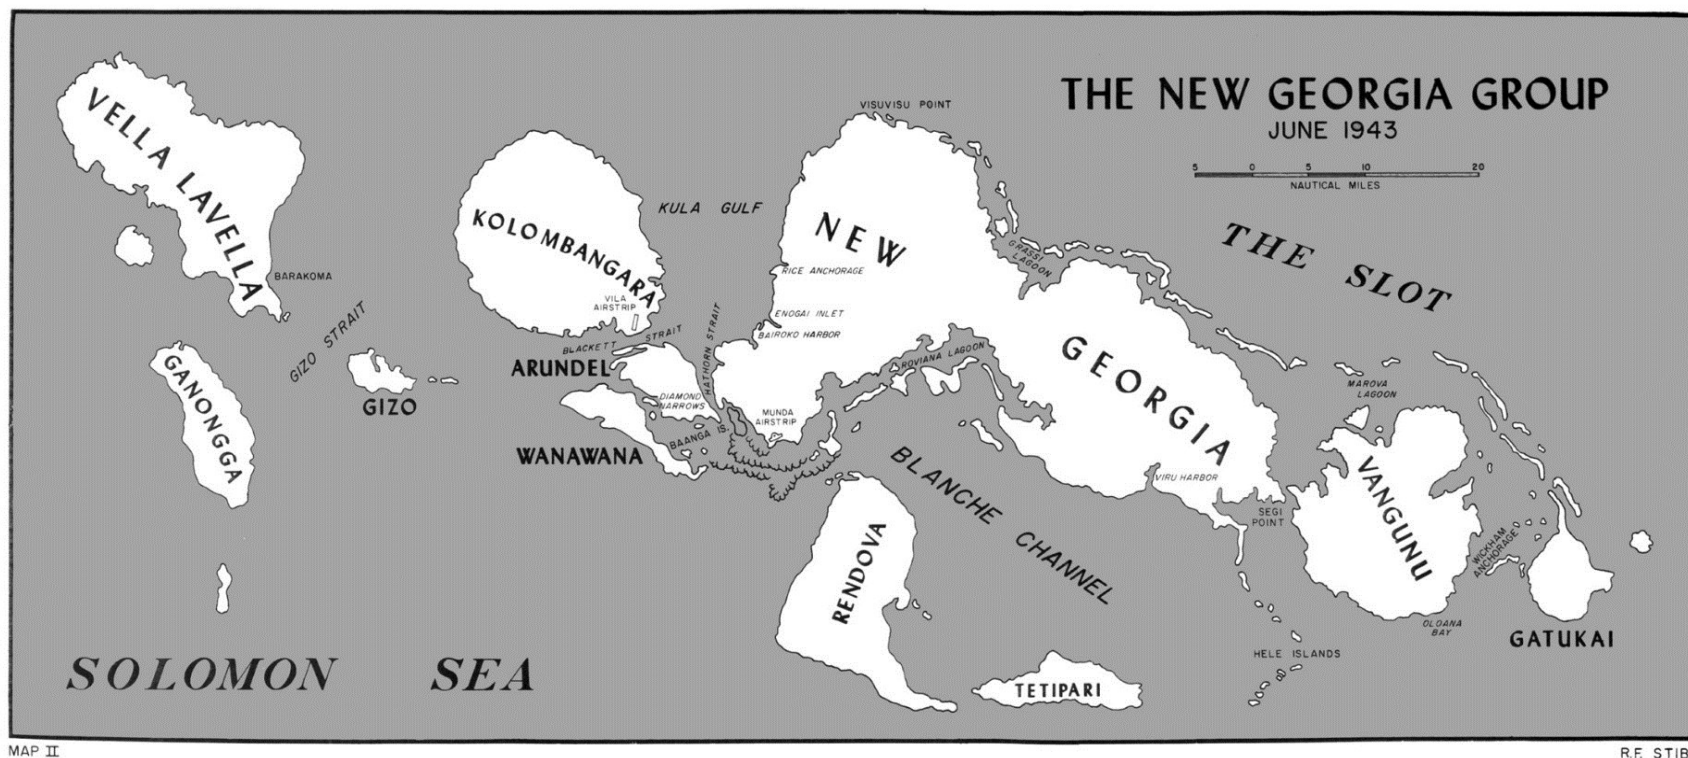 THE NEW GEORGIA GROUP
JUNE 1943
5 0 5 10 20
NAUTICAL MILES
VISUVISU POINT
VELLA LAVELLA
KOLOMBANGARA
KULA GULF
NEW
GEORGIA
GRASSI
LAGOON
THE SLOT
BARAKOMA
RICE ANCHORAGE
VILA
AIRSTRIP
ENOGAI INLET
BAIROKO HARBOR
GIZO STRAIT
BLACKETT STRAIT
HATHORN STRAIT
ROVIANA LAGOON
GANONGGA
ARUNDEL
GIZO
DIAMOND
NARROWS
MUNDA
AIRSTRIP
MAROVA
LAGOON
BAANGA IS.
WANAWANA
BLANCHE CHANNEL
VIRU HARBOR
SEGI
POINT
VANGUNU
WICKHAM
ANCHORAGE
RENDOVA
OLOANA
BAY
GATUKAI
HELE ISLANDS
TETIPARI
SOLOMON SEA
MAP II
R.F. STIB